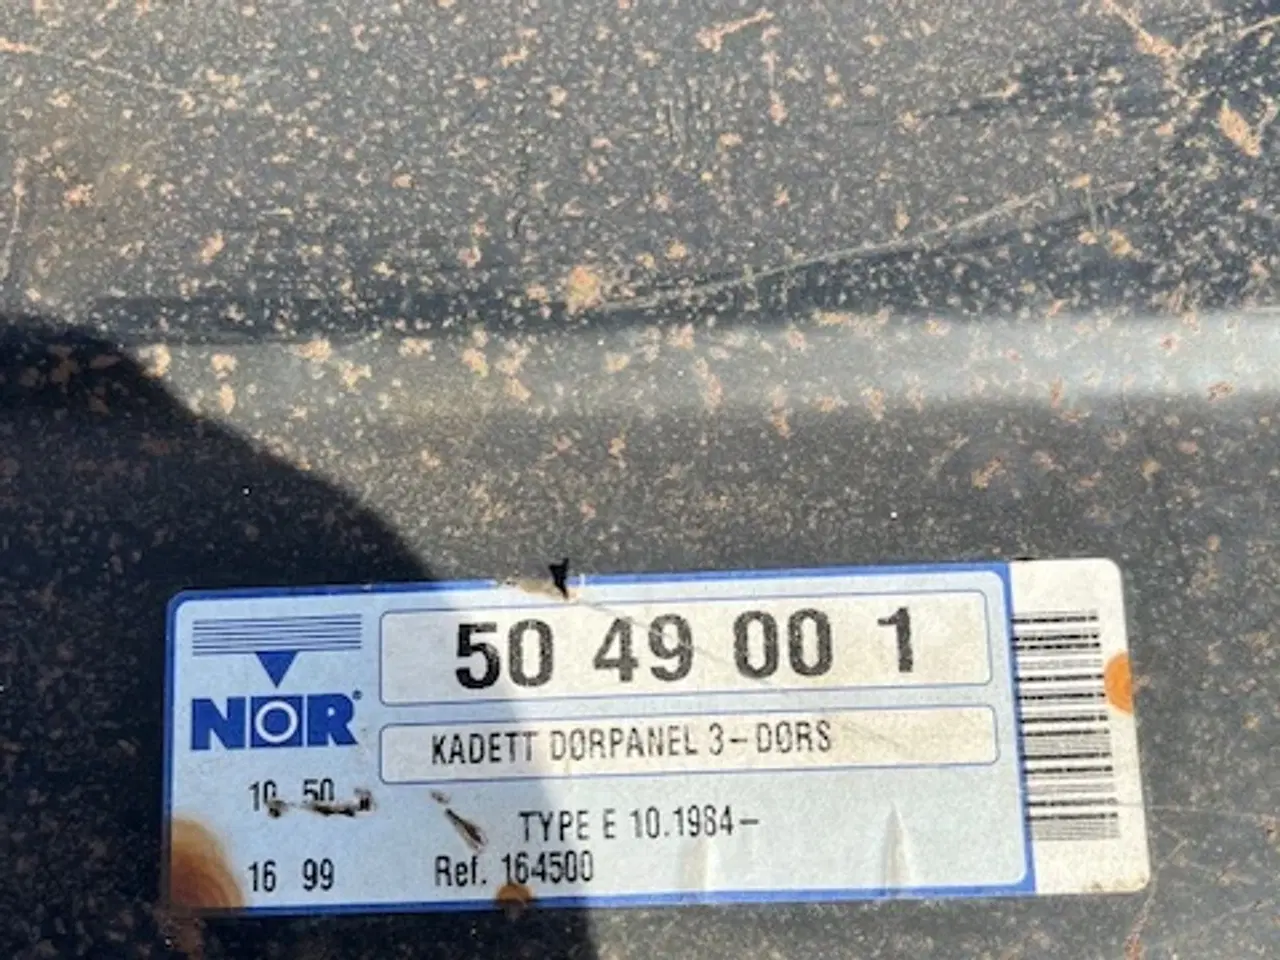 50 49 00 1
NOR®
KADETT DØRPANEL 3-DØRS
10 50
TYPE E 10.1984-
16 99
Ref. 164500